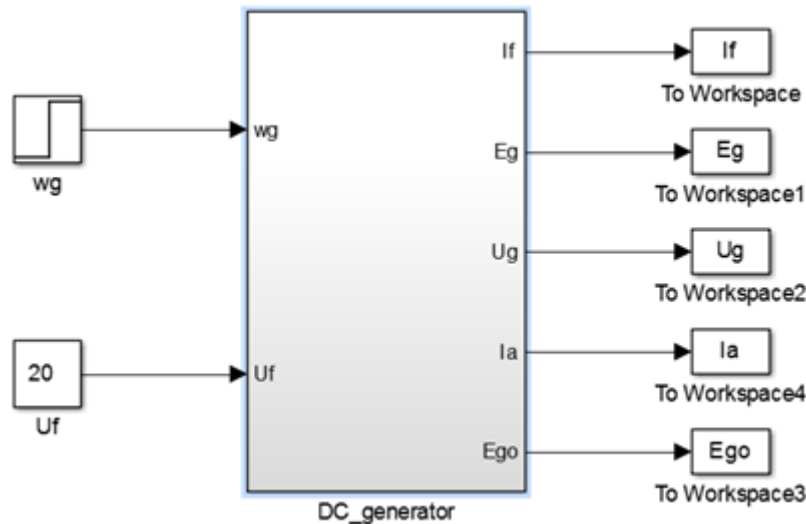 wg
20
Uf
wg
Uf
If
Eg
Ug
Ia
Ego
DC_generator
If
To Workspace
Eg
To Workspace1
Ug
To Workspace2
Ia
To Workspace4
Ego
To Workspace3